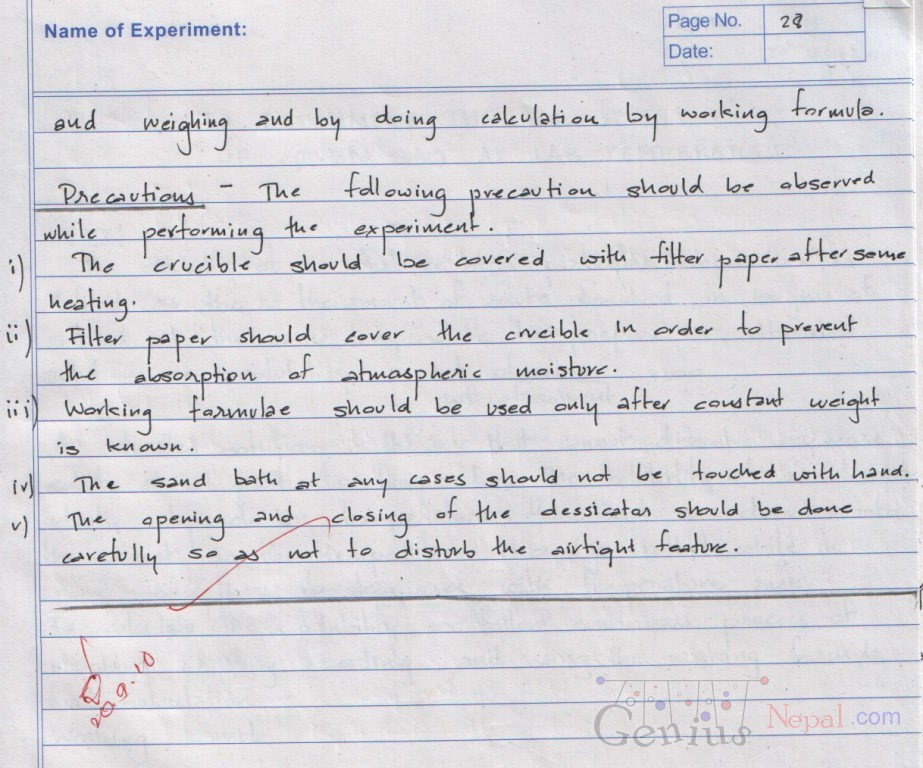 Name of Experiment:
Page No. 28
Date:
and weighing and by doing calculation by working formula.
Precautions - The following precaution should be observed
while performing the experiment.
i) The crucible should be covered with filter paper after some
heating.
ii) Filter paper should cover the crucible in order to prevent
the absorption of atmospheric moisture.
iii) Working formulae should be used only after constant weight
is known.
iv) The sand bath at any cases should not be touched with hand.
v) The opening and closing of the dessicator should be done
carefully so as not to disturb the airtight feature.
20.9.10
Genius Nepal.com